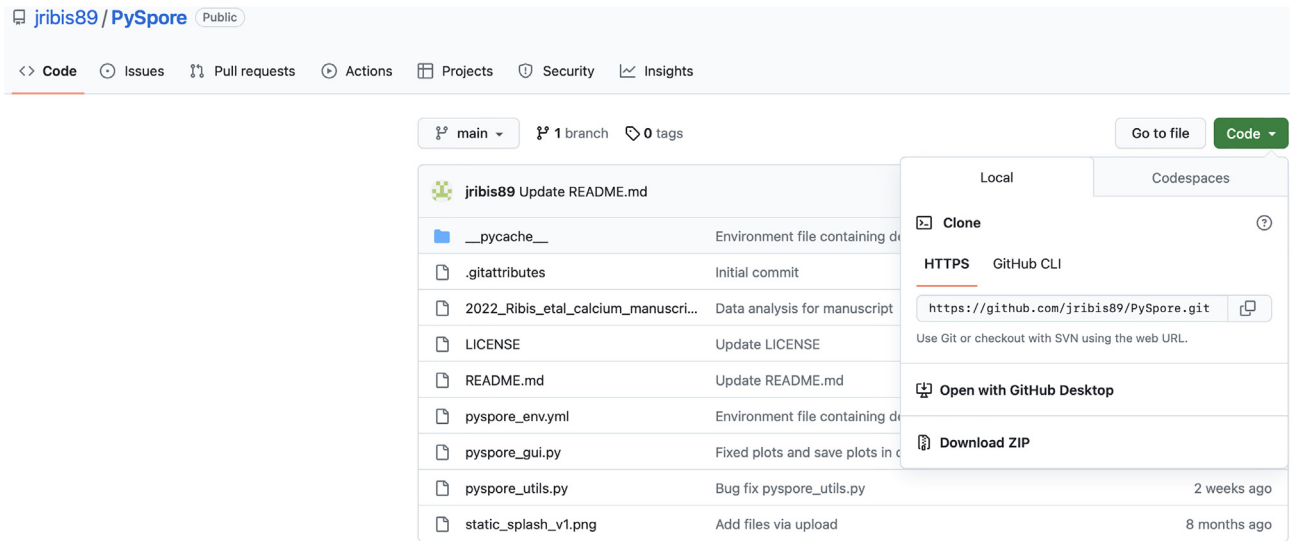 jribis89 / PySpore Public
<> Code Issues Pull requests Actions Projects Security Insights
main 1 branch 0 tags Go to file Code
Local Codespaces
jribis89 Update README.md
Clone
__pycache__ Environment file containing de
HTTPS GitHub CLI
.gitattributes Initial commit
2022_Ribis_etal_calcium_manuscri... Data analysis for manuscript
https://github.com/jribis89/PySpore.git
Use Git or checkout with SVN using the web URL.
LICENSE Update LICENSE
README.md Update README.md
Open with GitHub Desktop
pyspore_env.yml Environment file containing de
Download ZIP
pyspore_gui.py Fixed plots and save plots in
pyspore_utils.py Bug fix pyspore_utils.py 2 weeks ago
static_splash_v1.png Add files via upload 8 months ago